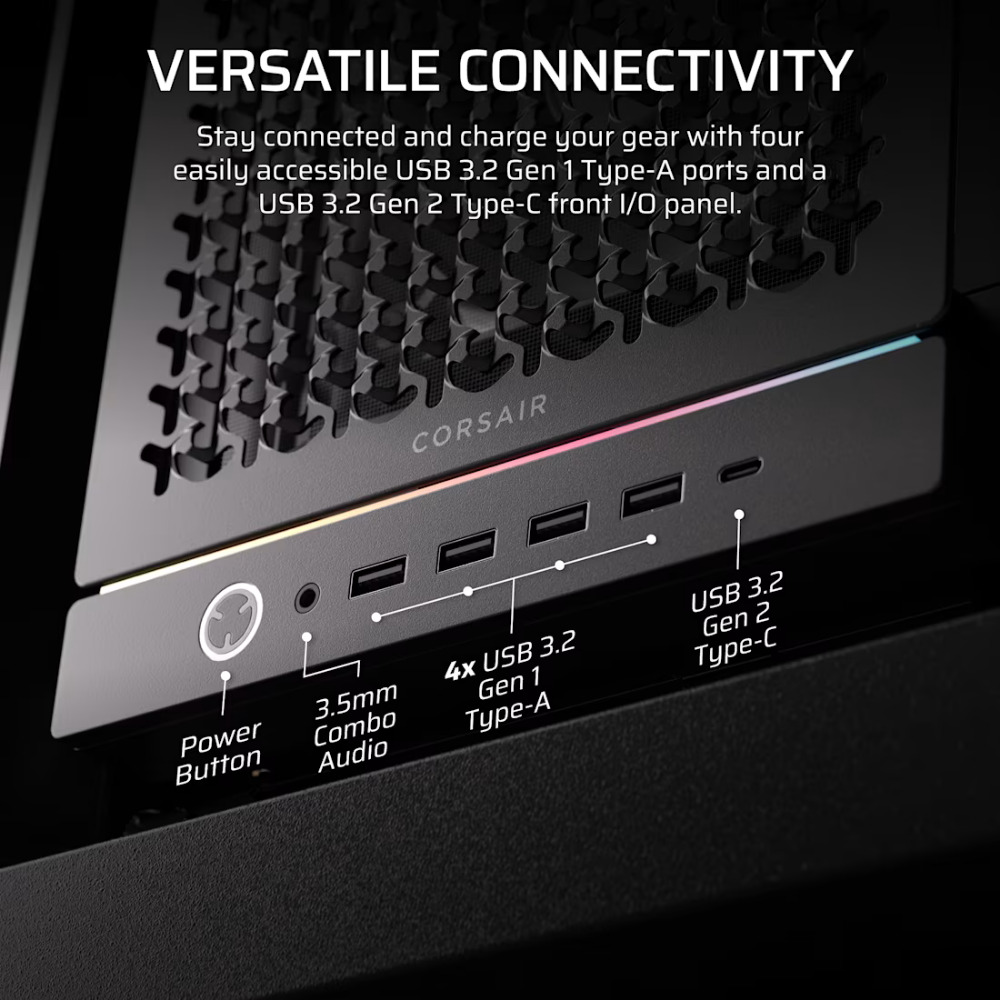 VERSATILE CONNECTIVITY
Stay connected and charge your gear with four
easily accessible USB 3.2 Gen 1 Type-A ports and a
USB 3.2 Gen 2 Type-C front I/O panel.
CORSAIR
Power
Button
3.5mm
Combo
Audio
4x USB 3.2
Gen 1
Type-A
USB 3.2
Gen 2
Type-C